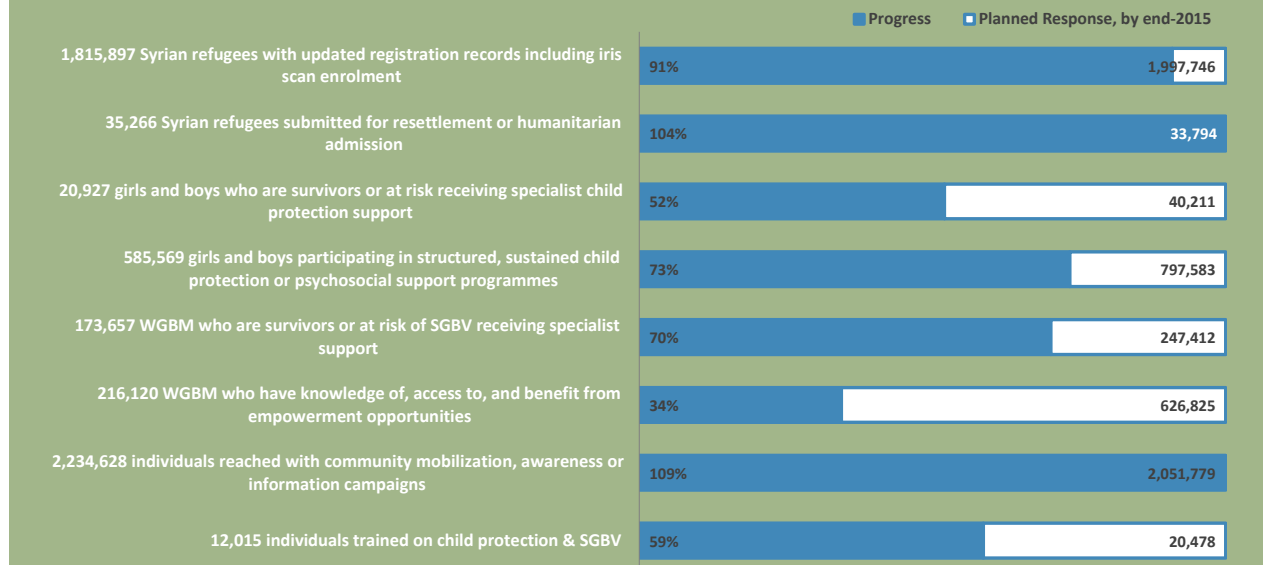 Progress Planned Response, by end-2015
1,815,897 Syrian refugees with updated registration records including iris
scan enrolment
91% 1,997,746
35,266 Syrian refugees submitted for resettlement or humanitarian
admission
104% 33,794
20,927 girls and boys who are survivors or at risk receiving specialist child
protection support
52% 40,211
585,569 girls and boys participating in structured, sustained child
protection or psychosocial support programmes
73% 797,583
173,657 WGBM who are survivors or at risk of SGBV receiving specialist
support
70% 247,412
216,120 WGBM who have knowledge of, access to, and benefit from
empowerment opportunities
34% 626,825
2,234,628 individuals reached with community mobilization, awareness or
information campaigns
109% 2,051,779
12,015 individuals trained on child protection & SGBV
59% 20,478